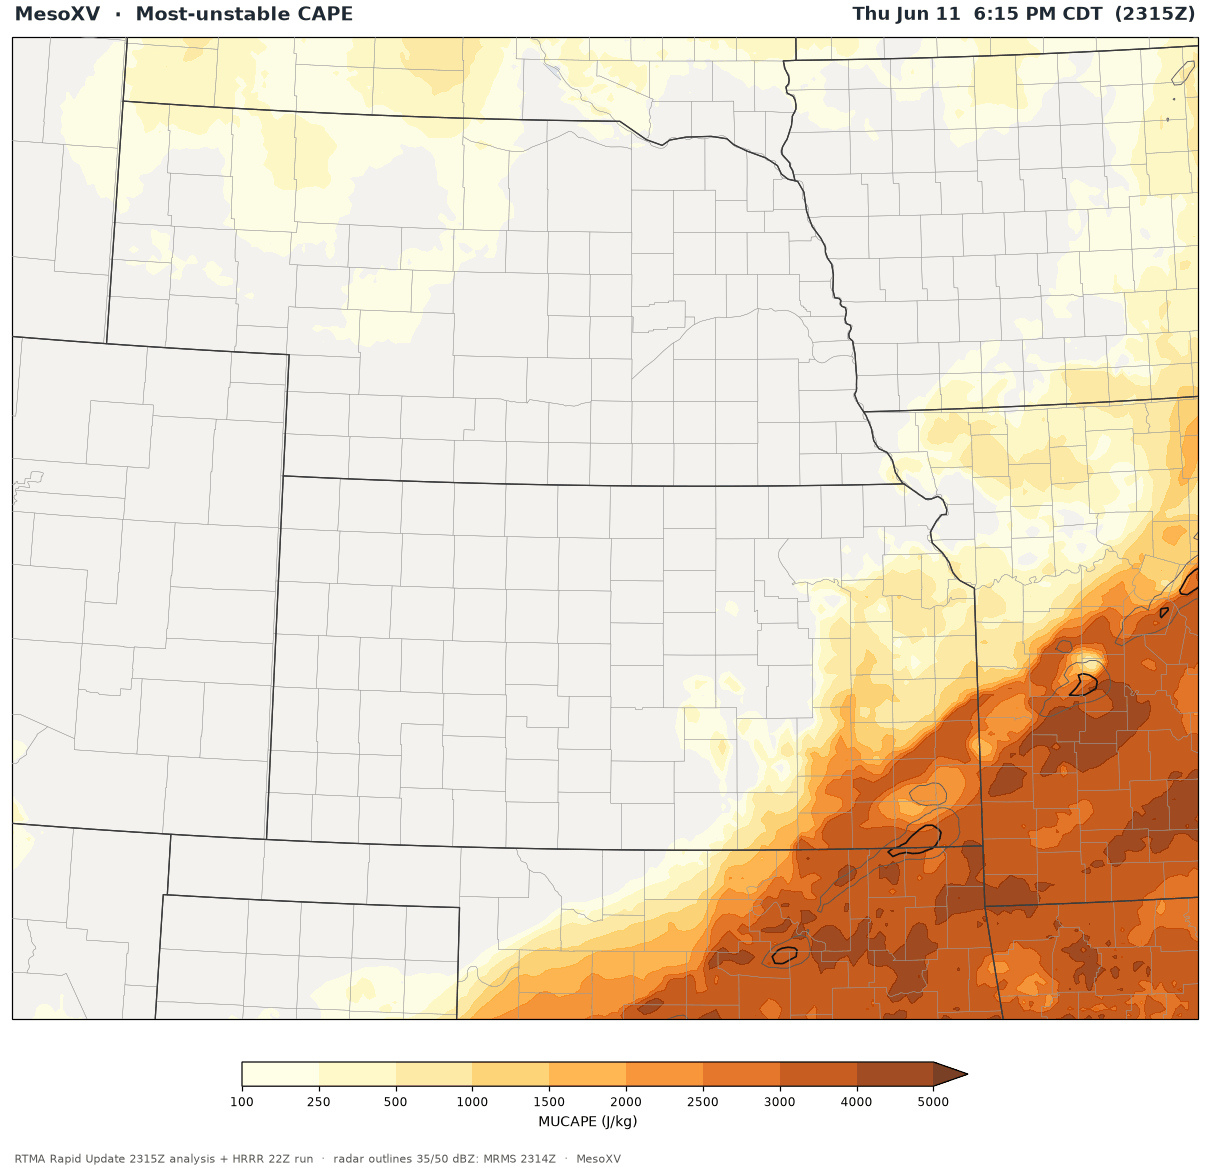 MesoXV · Most-unstable CAPE
Thu Jun 11 6:15 PM CDT (2315Z)
100 250 500 1000 1500 2000 2500 3000 4000 5000
MUCAPE (J/kg)
RTMA Rapid Update 2315Z analysis + HRRR 22Z run · radar outlines 35/50 dBZ: MRMS 2314Z · MesoXV